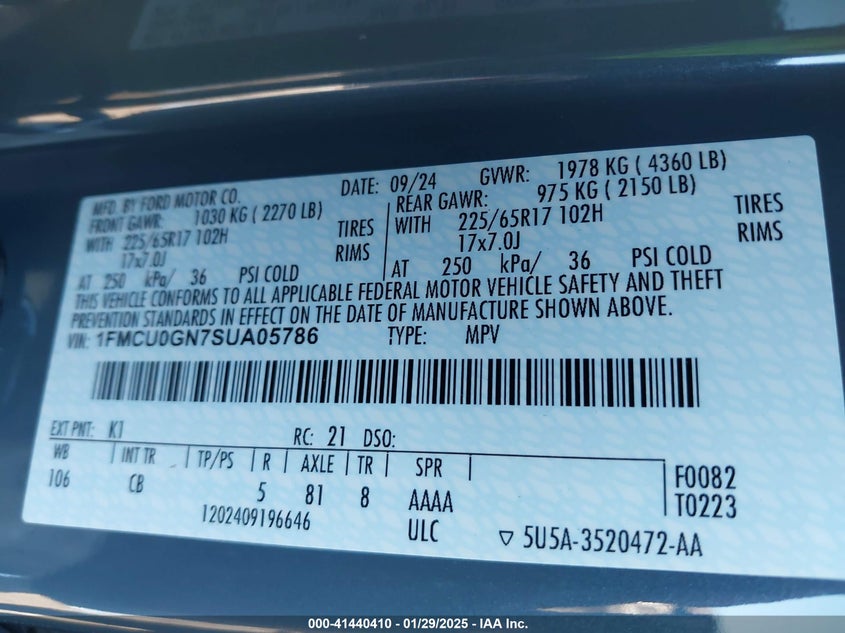 MFD. BY FORD MOTOR CO. DATE: 09/24 GVWR: 1978 KG ( 4360 LB)
FRONT GAWR: 1030 KG ( 2270 LB) REAR GAWR: 975 KG ( 2150 LB)
WITH 225/65R17 102H TIRES WITH 225/65R17 102H TIRES
17x7.0J RIMS 17x7.0J RIMS
AT 250 kPa/ 36 PSI COLD AT 250 kPa/ 36 PSI COLD
THIS VEHICLE CONFORMS TO ALL APPLICABLE FEDERAL MOTOR VEHICLE SAFETY AND THEFT
PREVENTION STANDARDS IN EFFECT ON THE DATE OF MANUFACTURE SHOWN ABOVE.
VIN: 1FMCU0GN7SUA05786 TYPE: MPV
EXT PNT: K1 RC: 21 DSO:
WB INT TR TP/PS R AXLE TR SPR F0082
106 CB 5 81 8 AAAA T0223
1202409196646 ULC ▽ 5U5A-3520472-AA
000-41440410 - 01/29/2025 - IAA Inc.